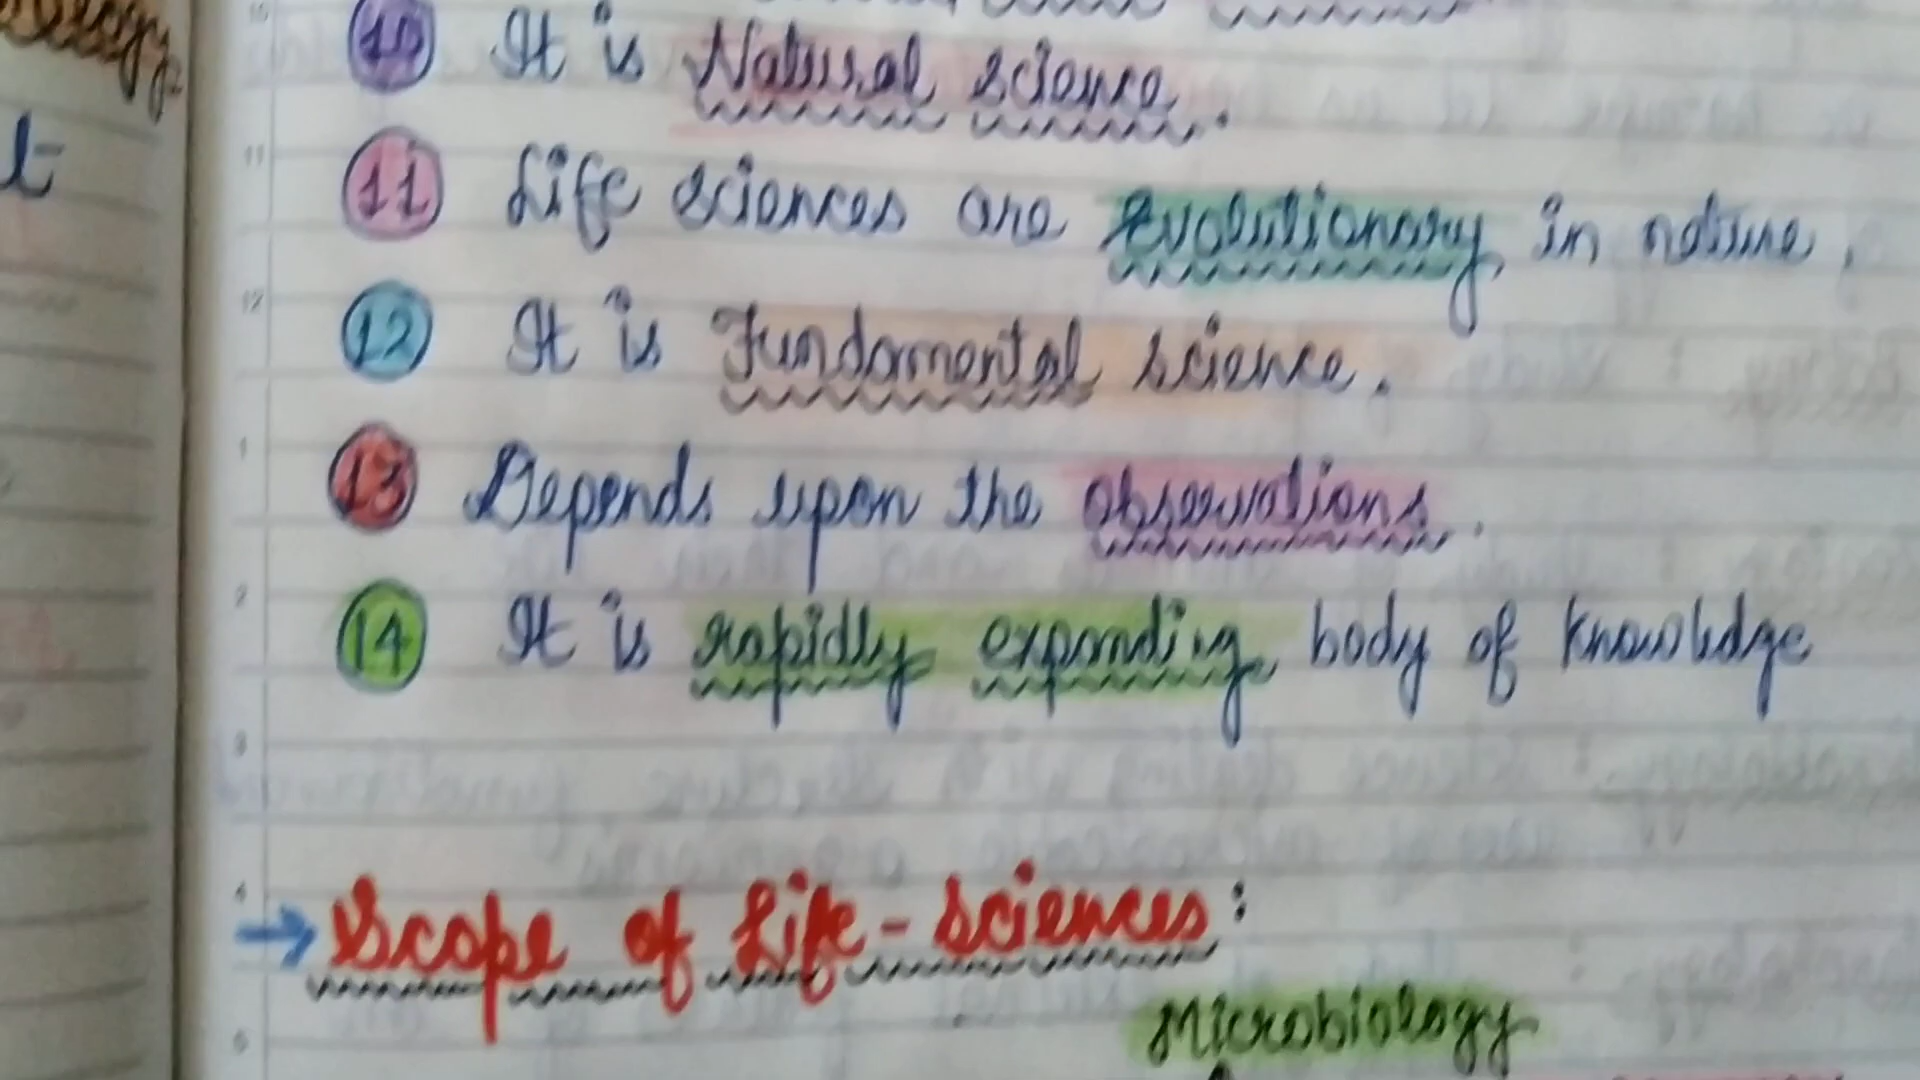 10 It is Natural science.
11 Life sciences are Evolutionary in nature.
12 It is Fundamental science.
13 Depends upon the observations.
14 It is rapidly expanding body of knowledge
→ Scope of Life-Sciences:
Microbiology